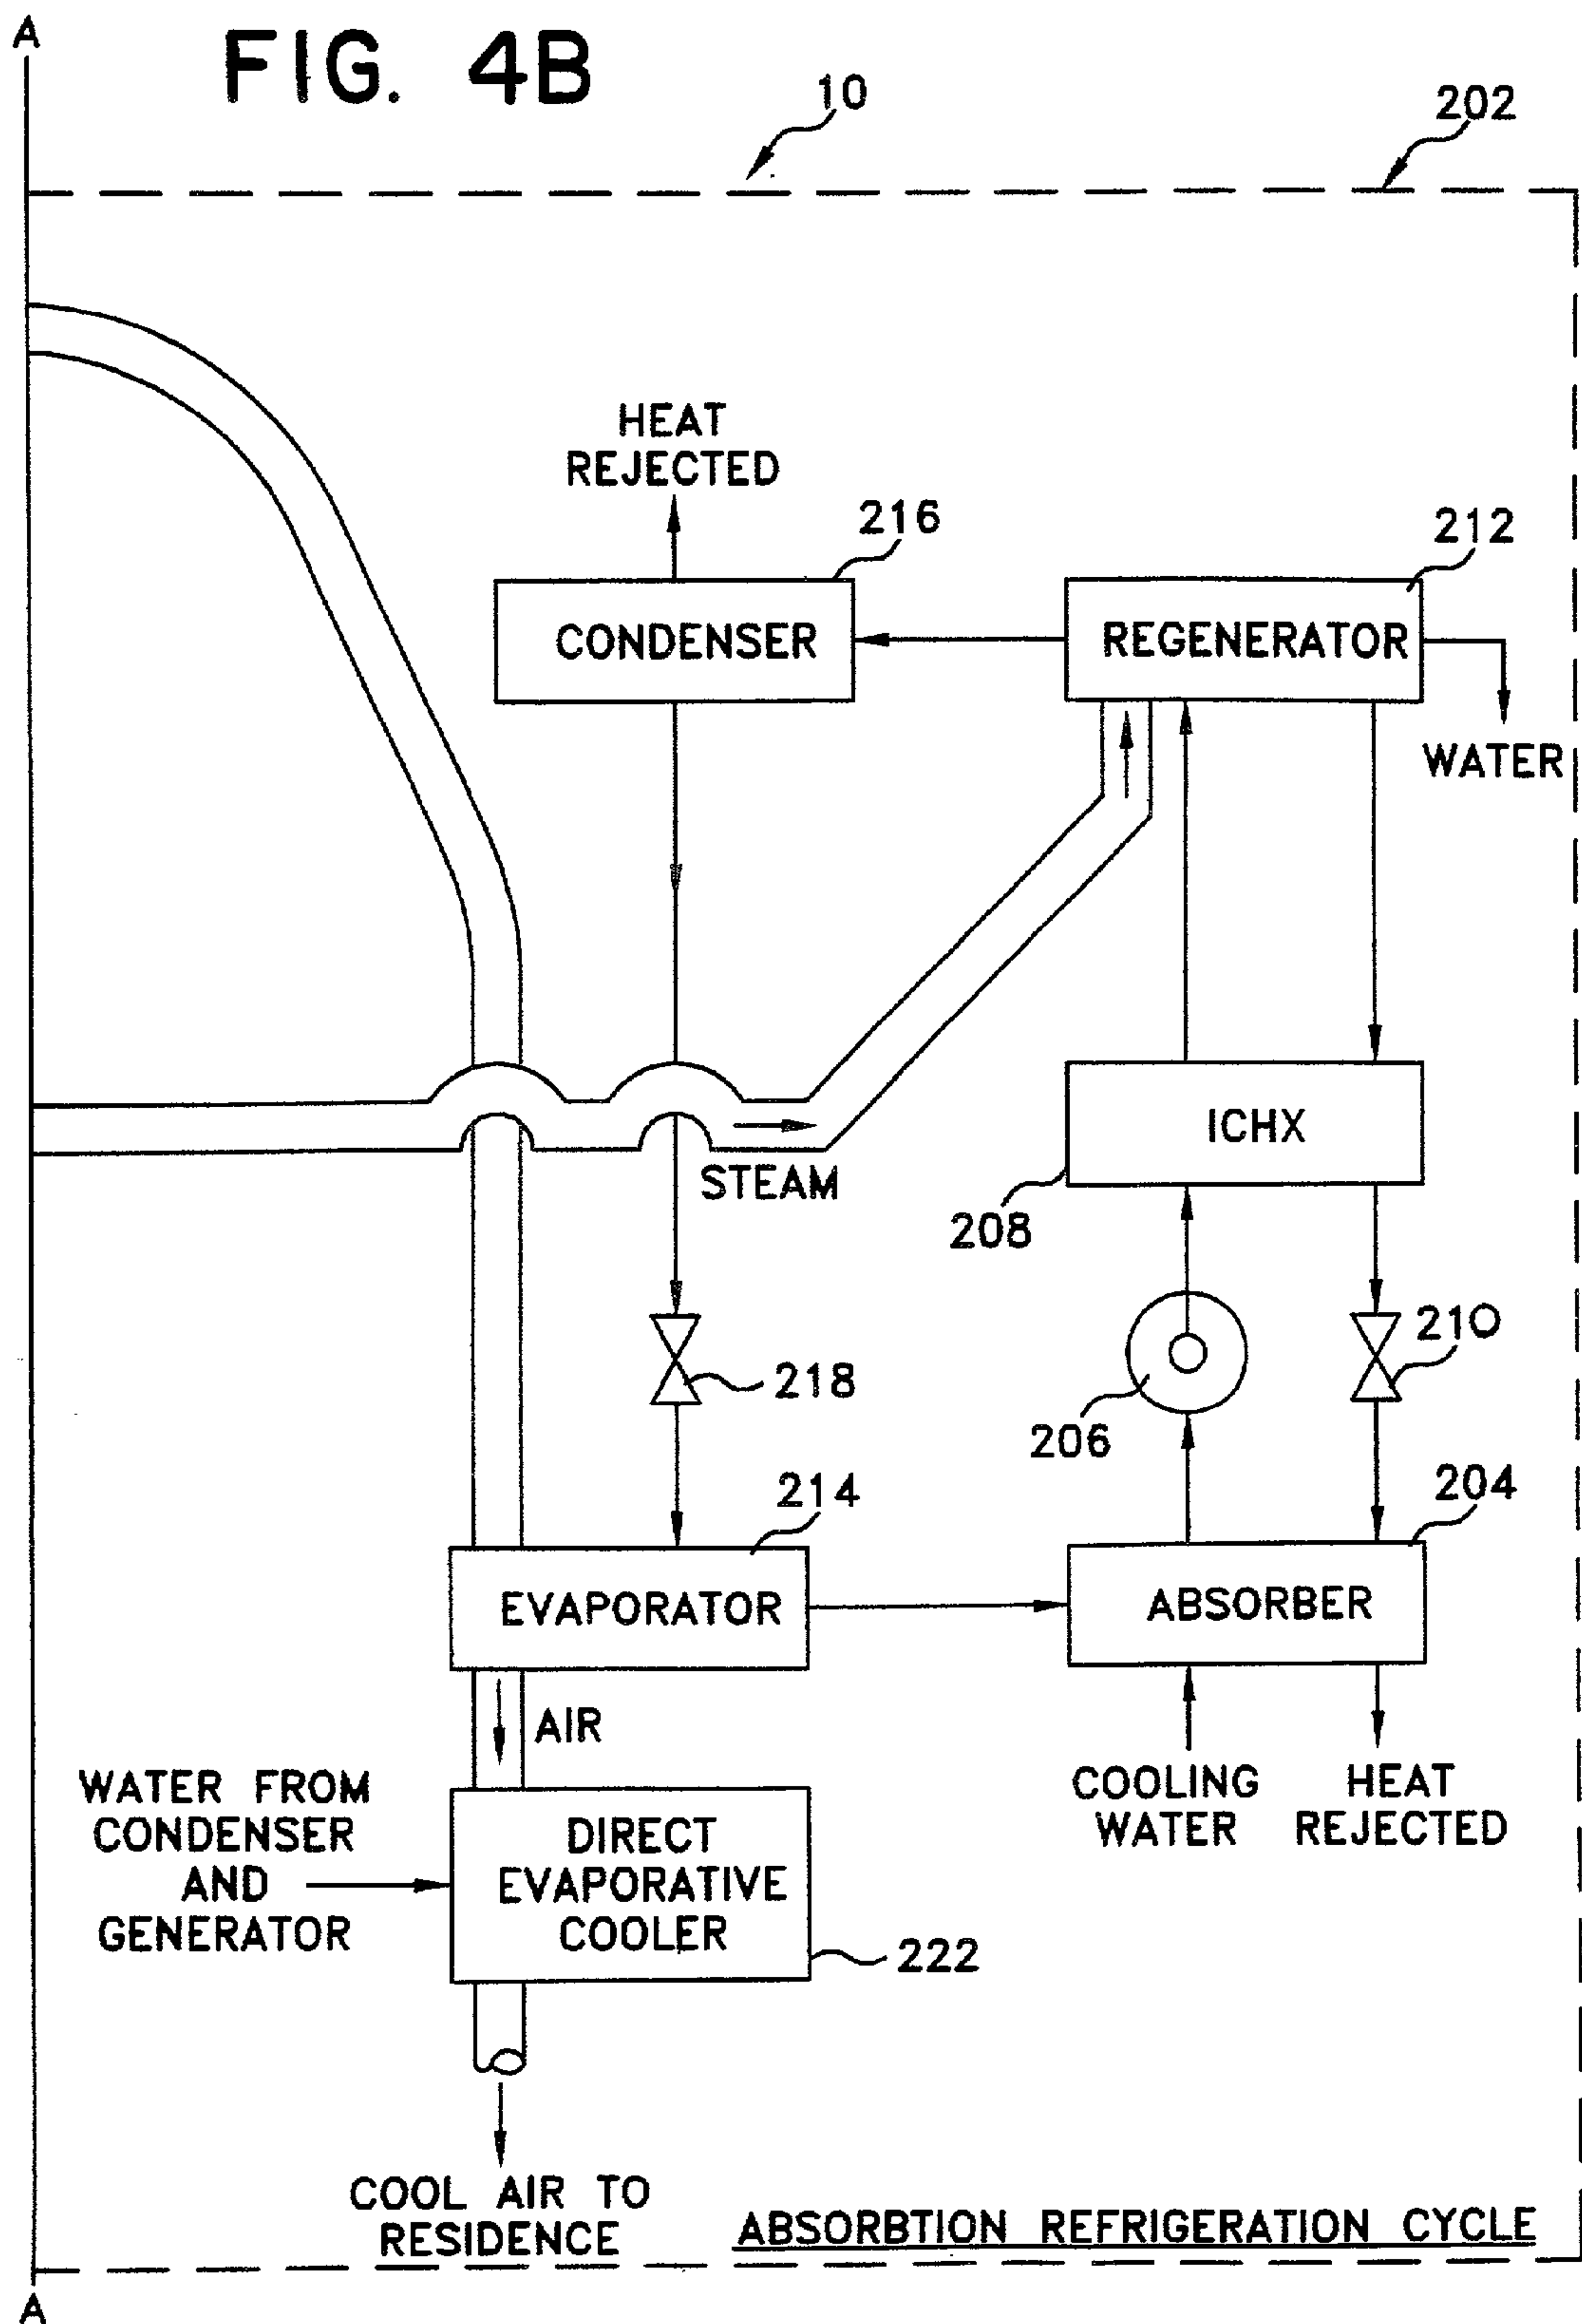 A
FIG. 4B
10
202
HEAT
REJECTED
216
212
CONDENSER
REGENERATOR
WATER
ICHX
STEAM
208
210
218
206
214
204
EVAPORATOR
ABSORBER
AIR
COOLING
WATER
HEAT
REJECTED
WATER FROM
CONDENSER
AND
GENERATOR
DIRECT
EVAPORATIVE
COOLER
222
COOL AIR TO
RESIDENCE
ABSORBTION REFRIGERATION CYCLE
A